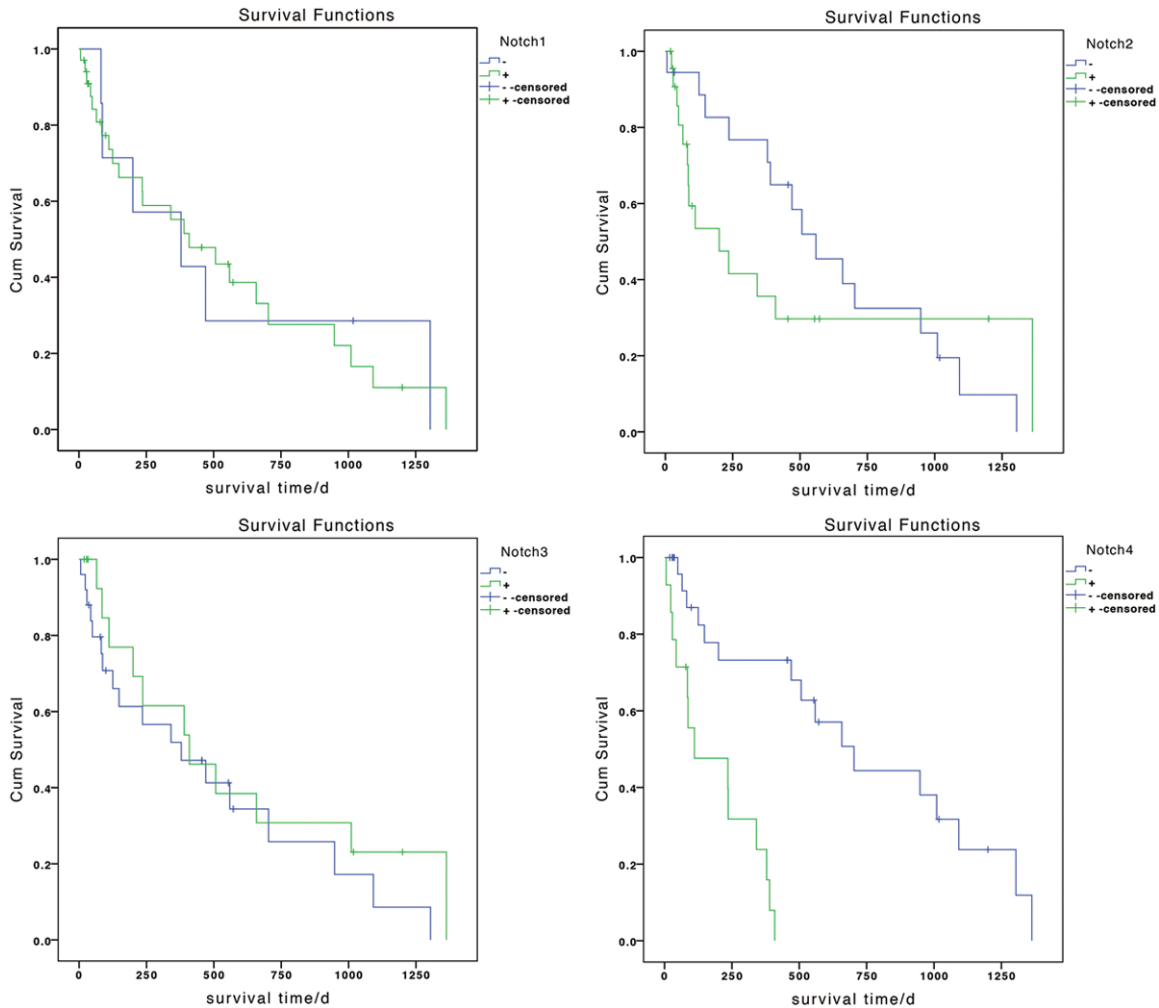 Survival Functions
Notch1
-
+
- -censored
+ -censored
Cum Survival
1.0
0.8
0.6
0.4
0.2
0.0
0 250 500 750 1000 1250
survival time/d
Survival Functions
Notch2
-
+
- -censored
+ -censored
Cum Survival
1.0
0.8
0.6
0.4
0.2
0.0
0 250 500 750 1000 1250
survival time/d
Survival Functions
Notch3
-
+
- -censored
+ -censored
Cum Survival
1.0
0.8
0.6
0.4
0.2
0.0
0 250 500 750 1000 1250
survival time/d
Survival Functions
Notch4
-
+
- -censored
+ -censored
Cum Survival
1.0
0.8
0.6
0.4
0.2
0.0
0 250 500 750 1000 1250
survival time/d